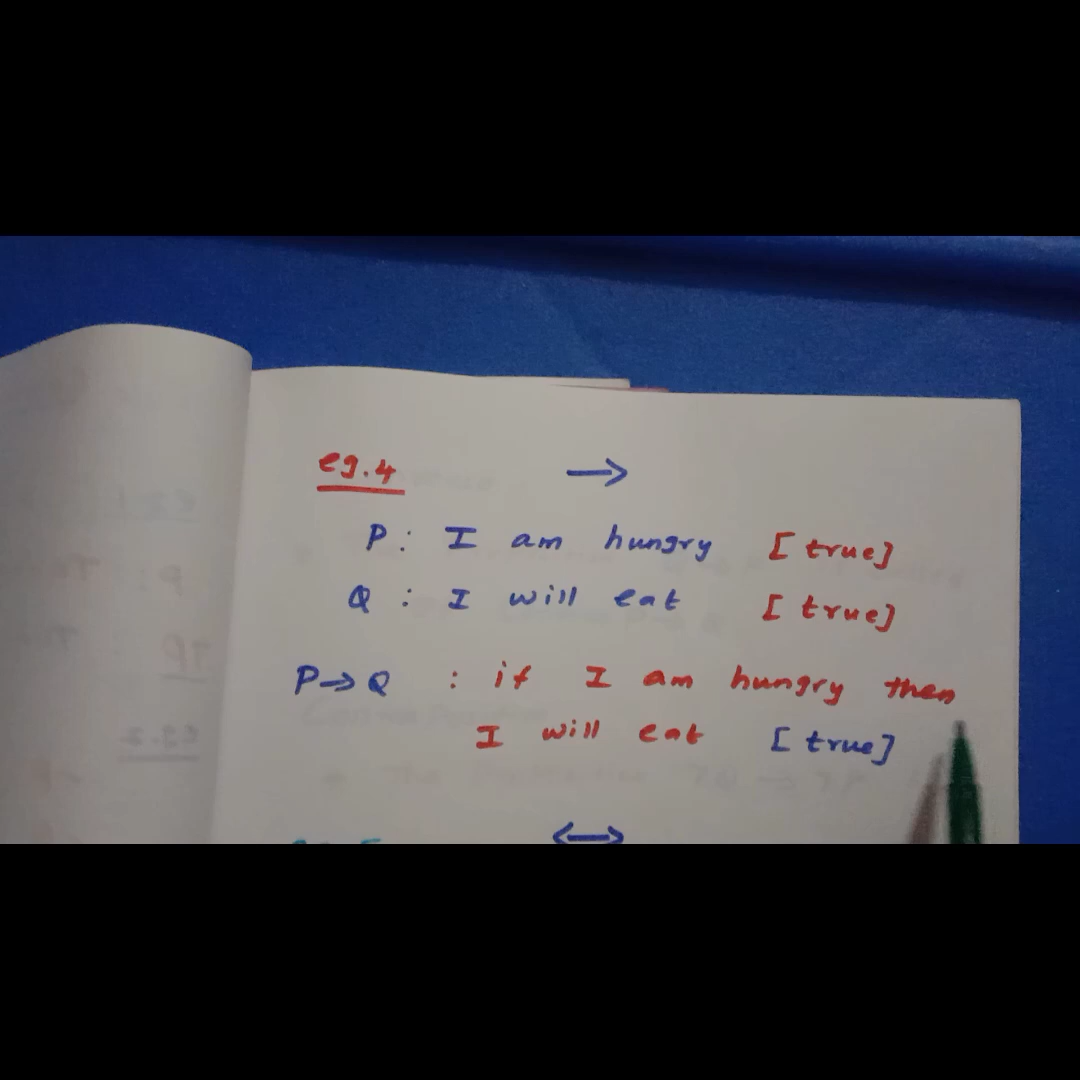 eg.4 →
P : I am hungry [true]
Q : I will eat [true]
P→Q : if I am hungry then
I will eat [true]
↔